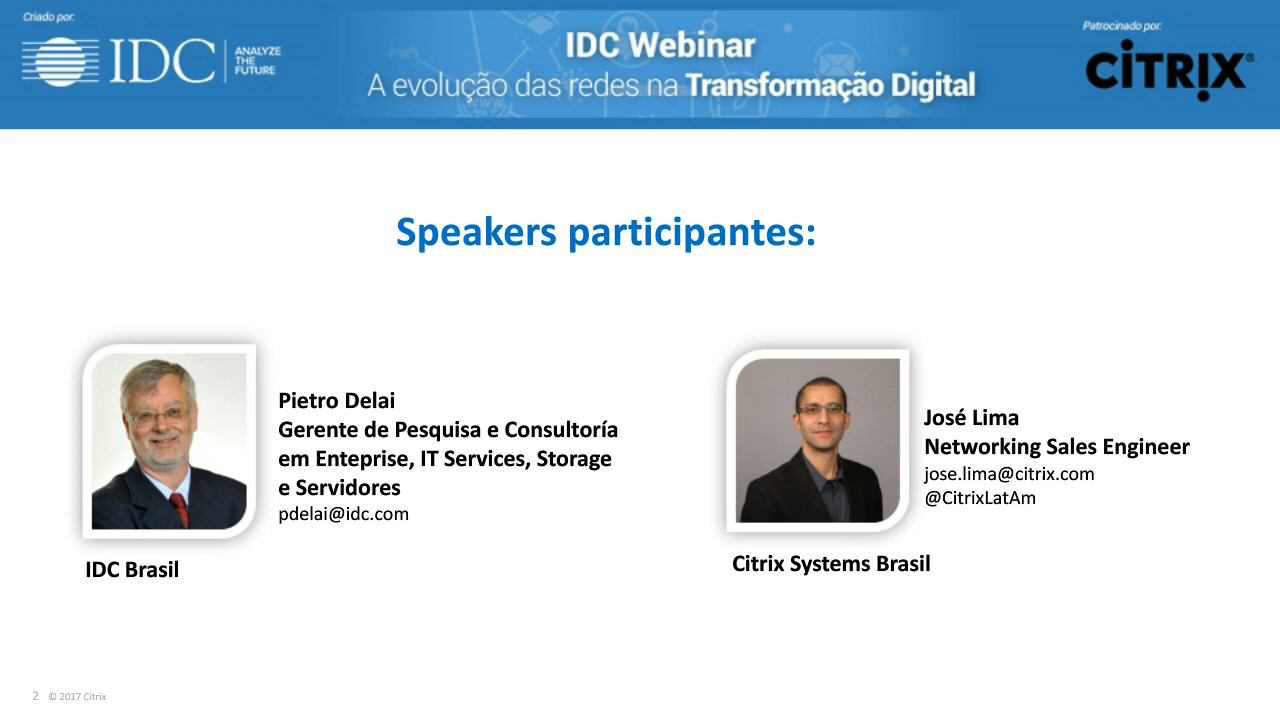 Criado por:
IDC
ANALYZE
THE
FUTURE
IDC Webinar
A evolução das redes na Transformação Digital
Patrocinado por:
CiTRIX®
Speakers participantes:
Pietro Delai
Gerente de Pesquisa e Consultoría
em Enteprise, IT Services, Storage
e Servidores
pdelai@idc.com
IDC Brasil
José Lima
Networking Sales Engineer
jose.lima@citrix.com
@CitrixLatAm
Citrix Systems Brasil
2 © 2017 Citrix